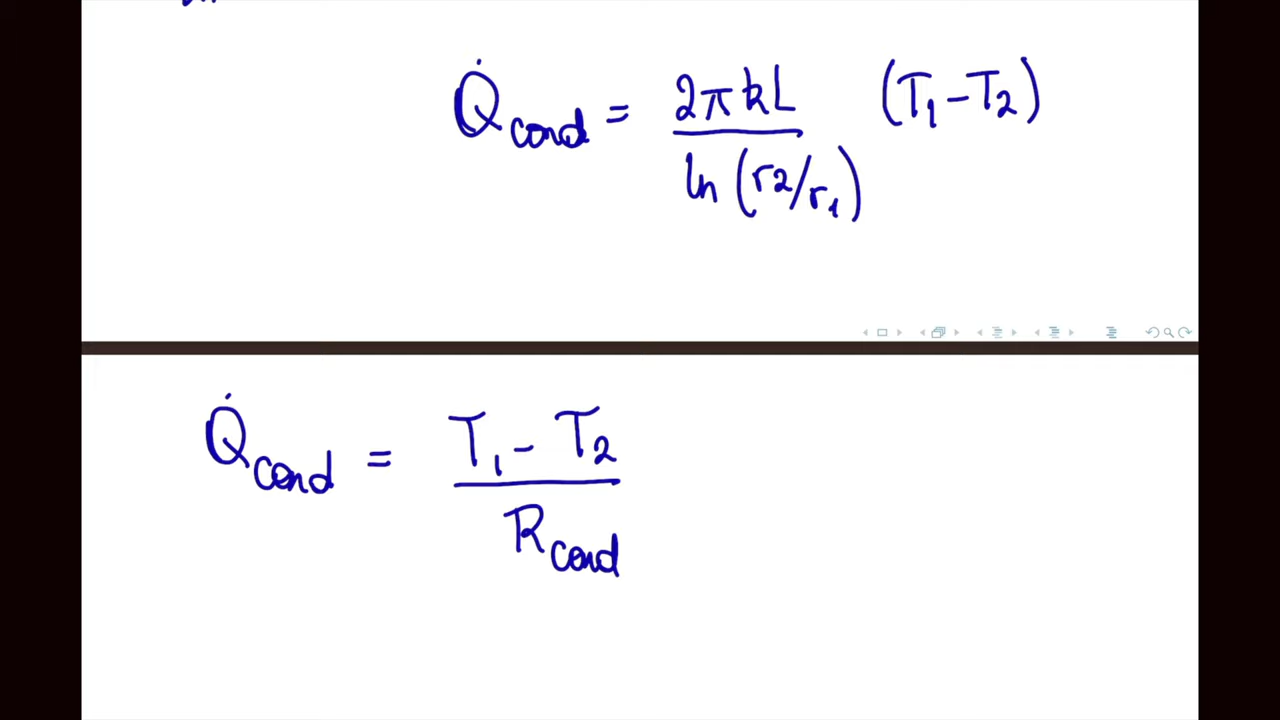 Q̇cond = 2πkL (T1 - T2)
ln (r2/r1)
Q̇cond = T1 - T2
Rcond